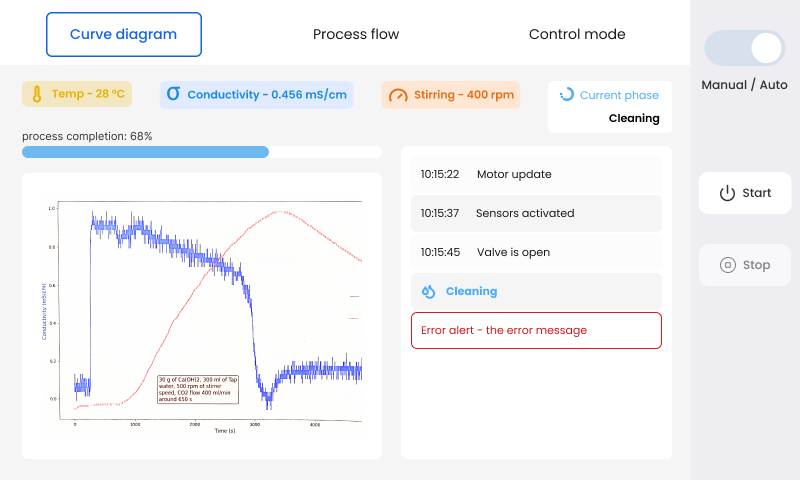 Curve diagram
Process flow
Control mode
Manual / Auto
Temp - 28 °C
σ Conductivity - 0.456 mS/cm
Stirring - 400 rpm
Current phase
Cleaning
process completion: 68%
10:15:22 Motor update
10:15:37 Sensors activated
10:15:45 Valve is open
Cleaning
Error alert - the error message
Start
Stop
1.0
0.8
0.6
0.4
0.2
0.0
Conductivity (mS/cm)
30 g of Ca(OH)2, 300 ml of Tap
water, 500 rpm of stirrer
speed, CO2 flow 400 ml/min
around 650 s
0
1000
2000
3000
4000
Time (s)